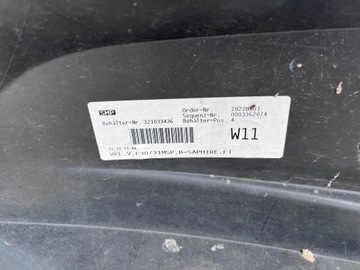 SMP
Order-Nr
Sequenz-Nr. 0003362074
Behälter-Nr. 321033436 Behälter-Pos. 4
W11
VKL.V.F30/31MSP.B-SAPHIRE.FT